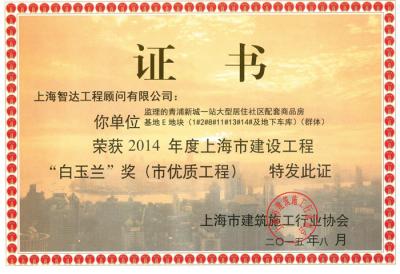 证书
上海智达工程顾问有限公司：
你单位 监理的青浦新城一站大型居住社区配套商品房
基地E地块（1#2#8#11#13#14#及地下车库）（群体）
荣获 2014 年度上海市建设工程
“白玉兰”奖（市优质工程） 特发此证
上海市建筑施工行业协会
二〇一五年八月